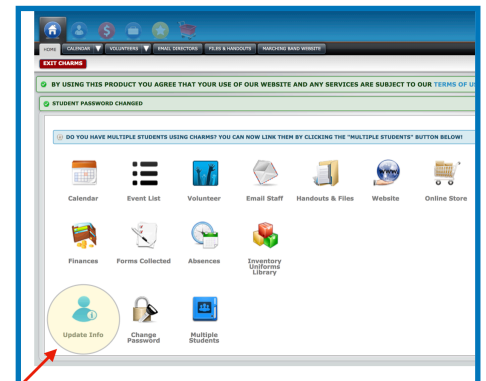 HOME CALENDAR VOLUNTEERS EMAIL DIRECTORS FILES & HANDOUTS MARCHING BAND WEBSITE
EXIT CHARMS
BY USING THIS PRODUCT YOU AGREE THAT YOUR USE OF OUR WEBSITE AND ANY SERVICES ARE SUBJECT TO OUR TERMS OF U
STUDENT PASSWORD CHANGED
DO YOU HAVE MULTIPLE STUDENTS USING CHARMS? YOU CAN NOW LINK THEM BY CLICKING THE "MULTIPLE STUDENTS" BUTTON BELOW!
WWW
Calendar Event List Volunteer Email Staff Handouts & Files Website Online Store
Finances Forms Collected Absences Inventory
Uniforms
Library
Update Info Change Multiple
Password Students